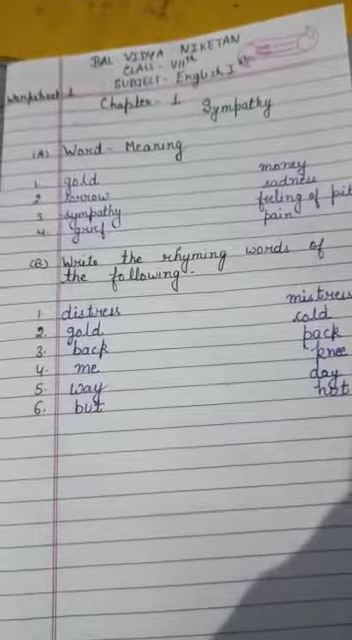 BAL VIDYA NIKETAN
CLASS - VIIth
SUBJECT - English I
Worksheet 1
Chapter - 1 Sympathy
(A) Word - Meaning
1. gold money
2. sorrow sadness
3. sympathy feeling of pit
4. grief pain
(B) Write the rhyming words of
the following.
1. distress mistress
2. gold cold
3. back pack
4. me knee
5. way day
6. but hot